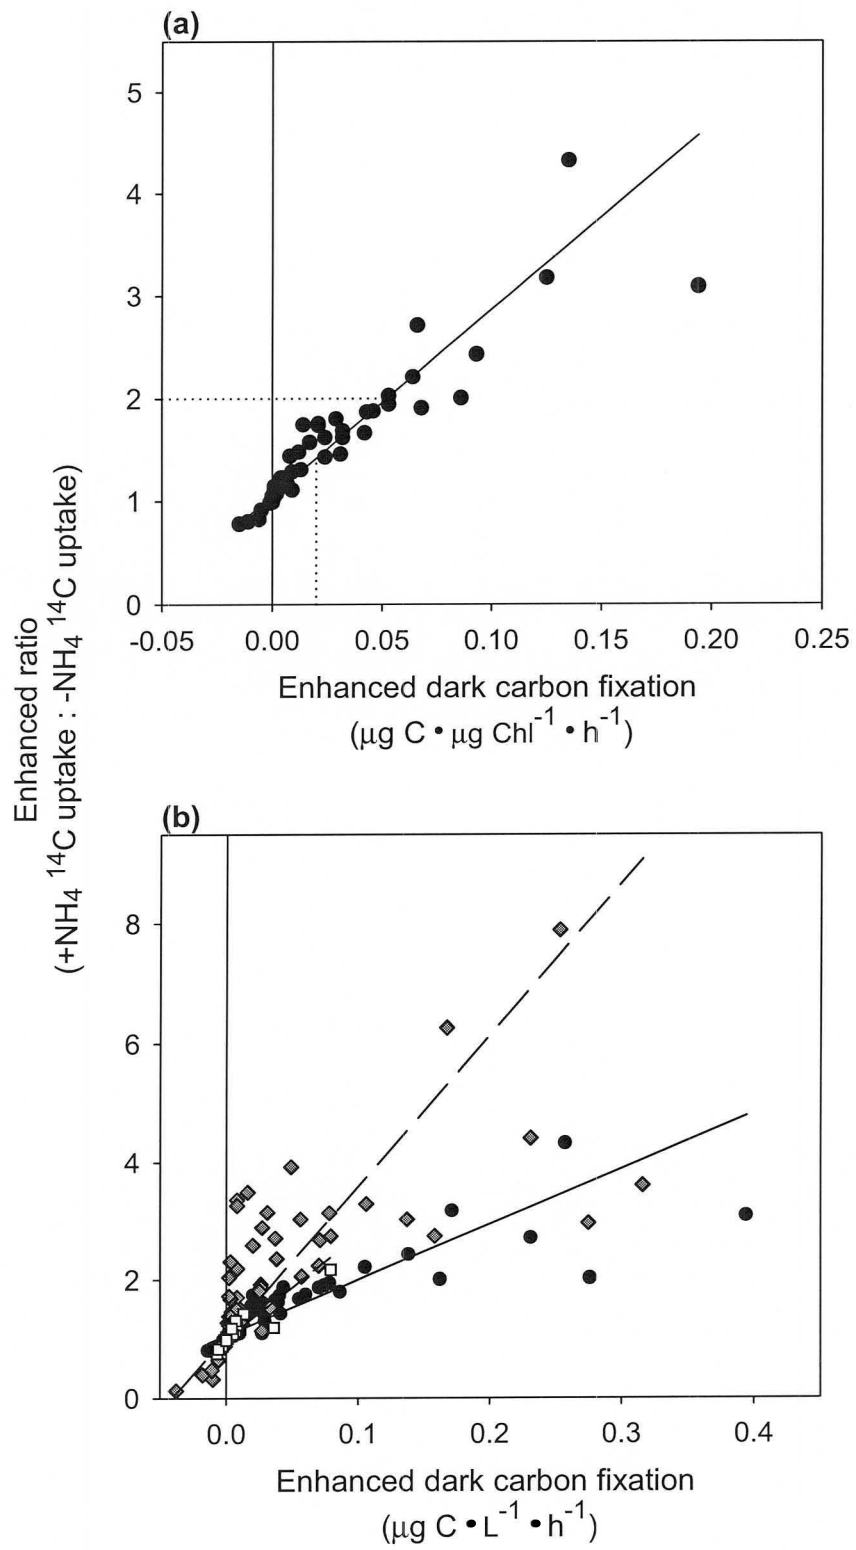 (a)
5
4
3
2
1
0
-0.05 0.00 0.05 0.10 0.15 0.20 0.25
Enhanced dark carbon fixation
(μg C • μg Chl⁻¹ • h⁻¹)
Enhanced ratio
(+NH₄ ¹⁴C uptake : -NH₄ ¹⁴C uptake)
(b)
8
6
4
2
0
0.0 0.1 0.2 0.3 0.4
Enhanced dark carbon fixation
(μg C • L⁻¹ • h⁻¹)